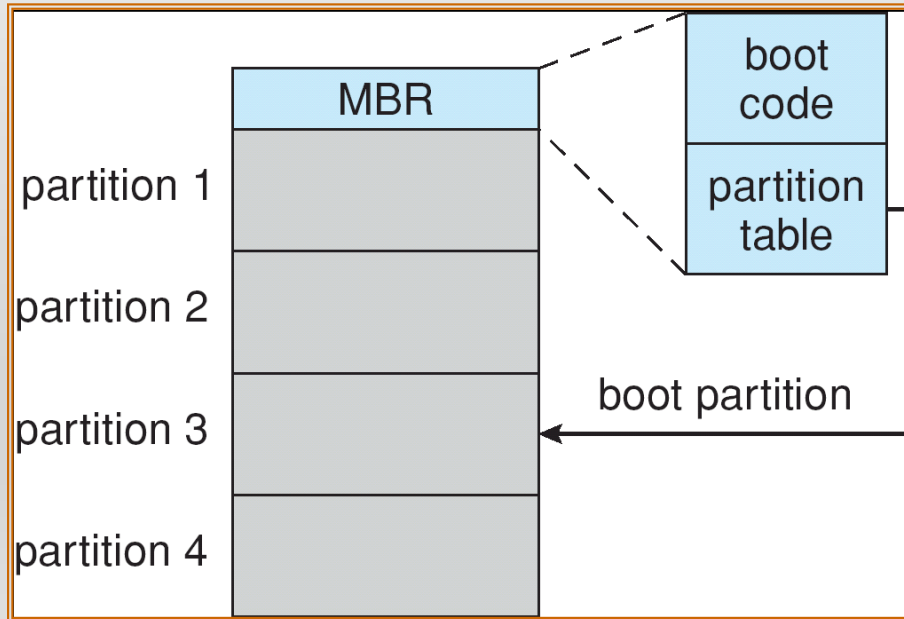 MBR
boot
code
partition
table
partition 1
partition 2
partition 3
partition 4
boot partition